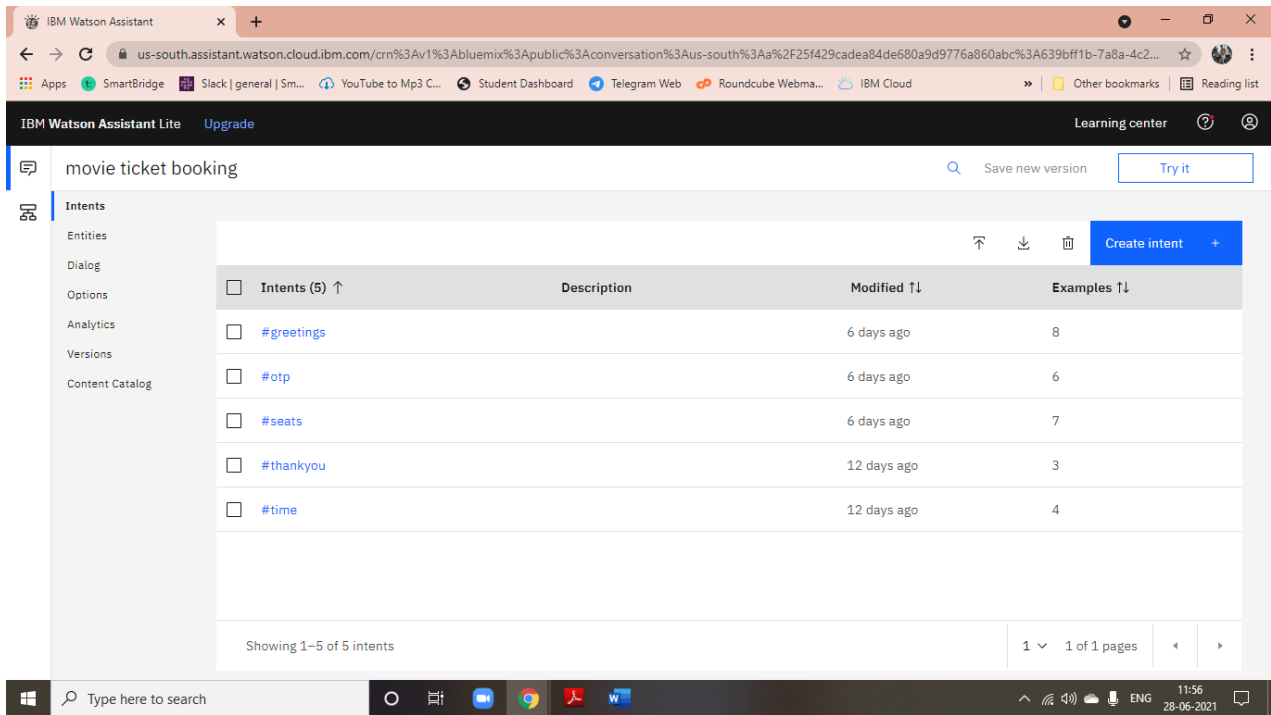 IBM Watson Assistant
us-south.assistant.watson.cloud.ibm.com/crn%3Av1%3Abluemix%3Apublic%3Aconversation%3Aus-south%3Aa%2F25f429cadea84de680a9d9776a860abc%3A639bff1b-7a8a-4c2...
Apps SmartBridge Slack | general | Sm... YouTube to Mp3 C... Student Dashboard Telegram Web cP Roundcube Webma... IBM Cloud » Other bookmarks Reading list
IBM Watson Assistant Lite Upgrade Learning center
movie ticket booking Save new version Try it
Intents
Entities
Dialog
Options
Analytics
Versions
Content Catalog
Create intent +
Intents (5) ↑ Description Modified ↑↓ Examples ↑↓
#greetings 6 days ago 8
#otp 6 days ago 6
#seats 6 days ago 7
#thankyou 12 days ago 3
#time 12 days ago 4
Showing 1–5 of 5 intents 1 1 of 1 pages
Type here to search W ENG 11:56
28-06-2021